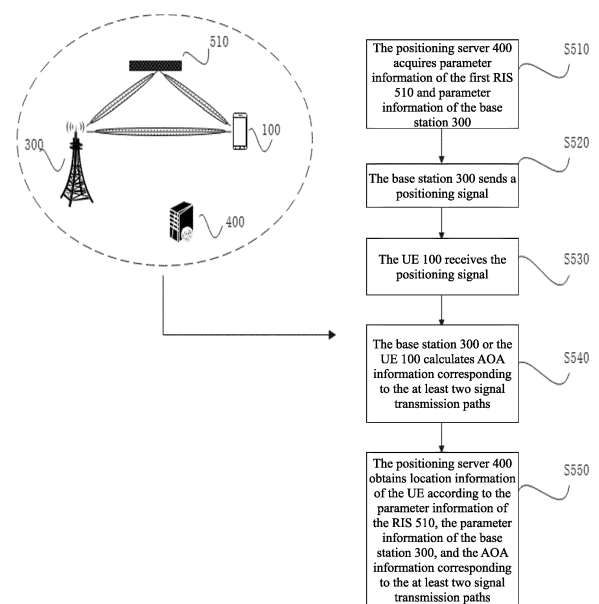 510
100
300
400
The positioning server 400
acquires parameter
information of the first RIS
510 and parameter
information of the base
station 300
S510
The base station 300 sends a
positioning signal
S520
The UE 100 receives the
positioning signal
S530
The base station 300 or the
UE 100 calculates AOA
information corresponding
to the at least two signal
transmission paths
S540
The positioning server 400
obtains location information
of the UE according to the
parameter information of
the RIS 510, the parameter
information of the base
station 300, and the AOA
information corresponding
to the at least two signal
transmission paths
S550